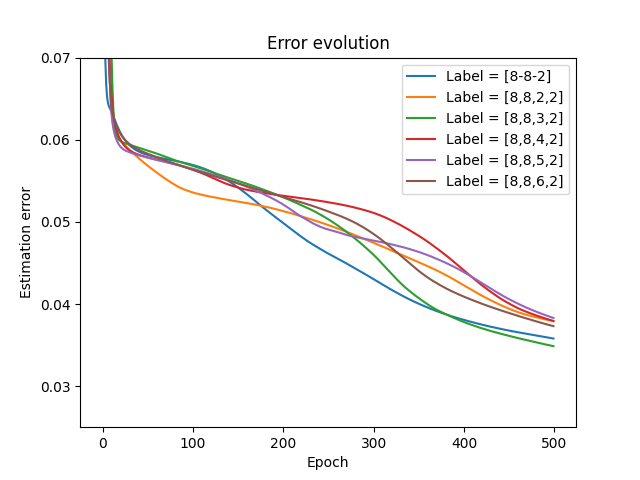 Error evolution
0.07
0.06
0.05
0.04
0.03
Estimation error
0
100
200
300
400
500
Epoch
Label = [8-8-2]
Label = [8,8,2,2]
Label = [8,8,3,2]
Label = [8,8,4,2]
Label = [8,8,5,2]
Label = [8,8,6,2]